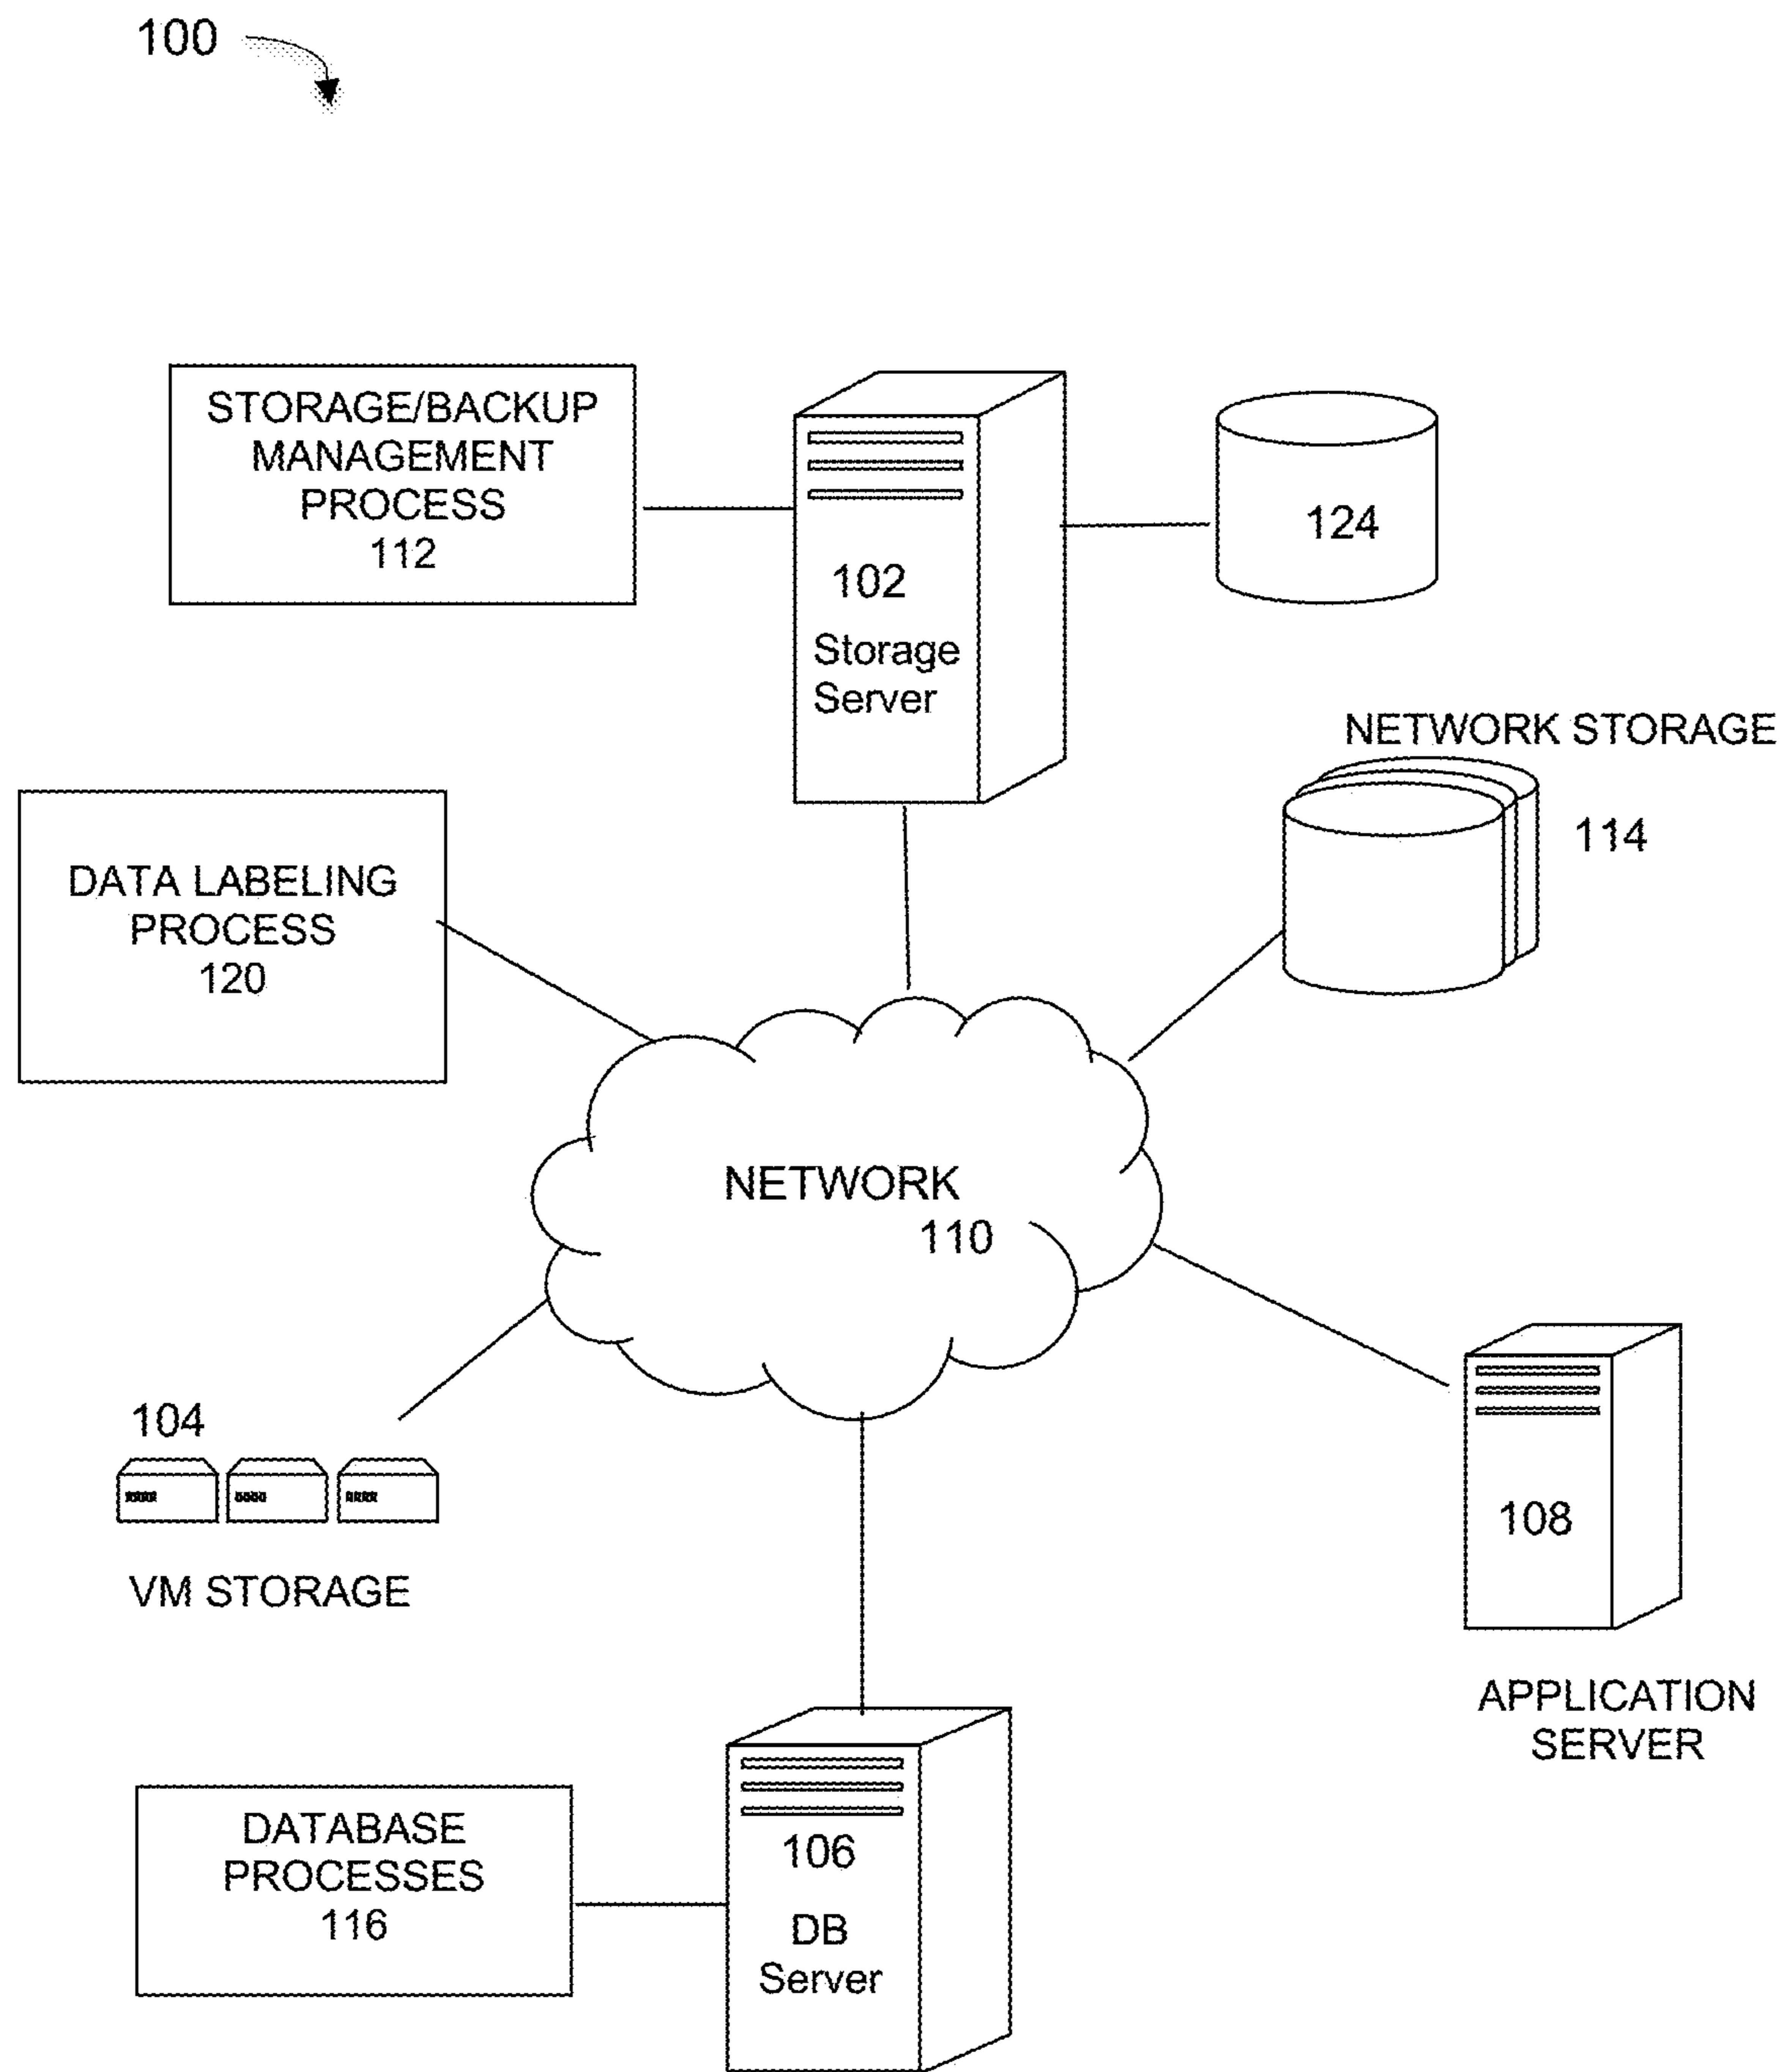 100
STORAGE/BACKUP
MANAGEMENT
PROCESS
112
102
Storage
Server
124
NETWORK STORAGE
114
DATA LABELING
PROCESS
120
NETWORK
110
104
VM STORAGE
108
APPLICATION
SERVER
DATABASE
PROCESSES
116
106
DB
Server